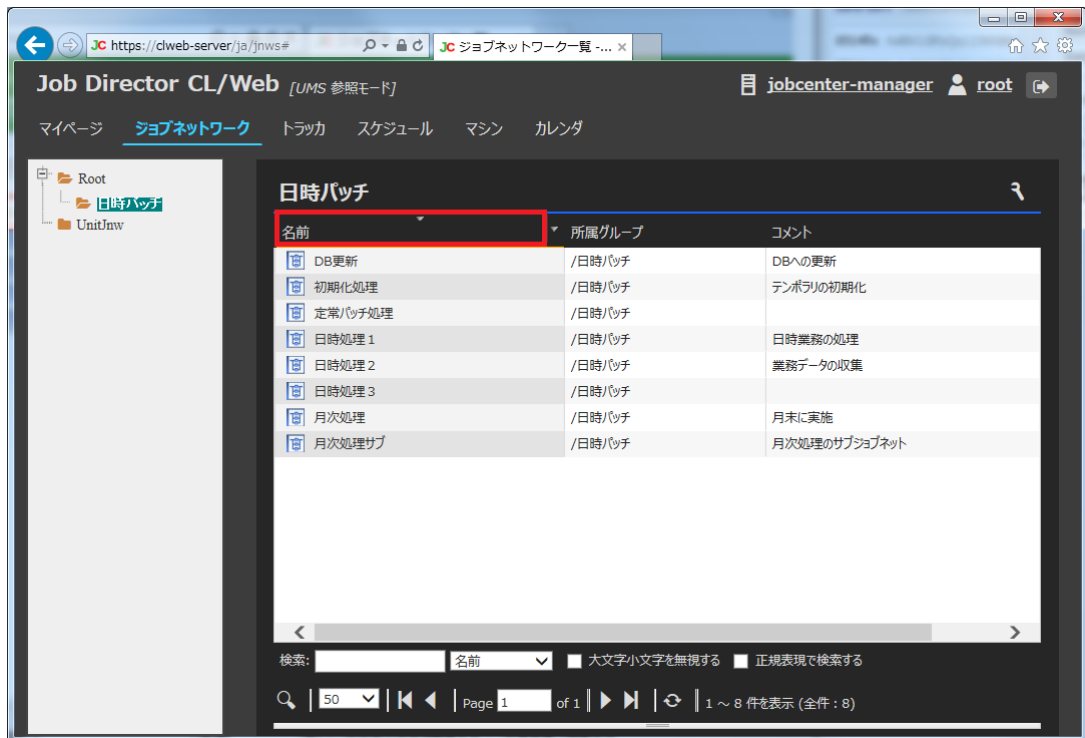 JC https://clweb-server/ja/jnws#
JC ジョブネットワーク一覧 -... ×
Job Director CL/Web [UMS 参照モード]
jobcenter-manager root
マイページ ジョブネットワーク トラッカ スケジュール マシン カレンダ
Root
日時バッチ
UnitJnw
日時バッチ
名前 所属グループ コメント
DB更新 /日時バッチ DBへの更新
初期化処理 /日時バッチ テンポラリの初期化
定常バッチ処理 /日時バッチ
日時処理1 /日時バッチ 日時業務の処理
日時処理2 /日時バッチ 業務データの収集
日時処理3 /日時バッチ
月次処理 /日時バッチ 月末に実施
月次処理サブ /日時バッチ 月次処理のサブジョブネット
検索: 名前 大文字小文字を無視する 正規表現で検索する
50 Page 1 of 1 1 ~ 8 件を表示 (全件 : 8)